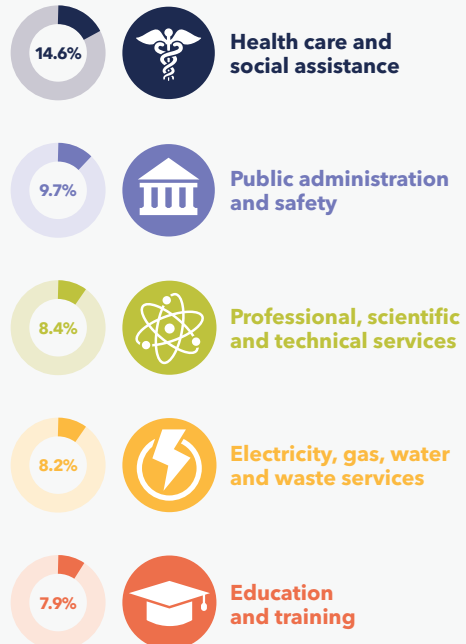 14.6%
Health care and
social assistance
9.7%
Public administration
and safety
8.4%
Professional, scientific
and technical services
8.2%
Electricity, gas, water
and waste services
7.9%
Education
and training